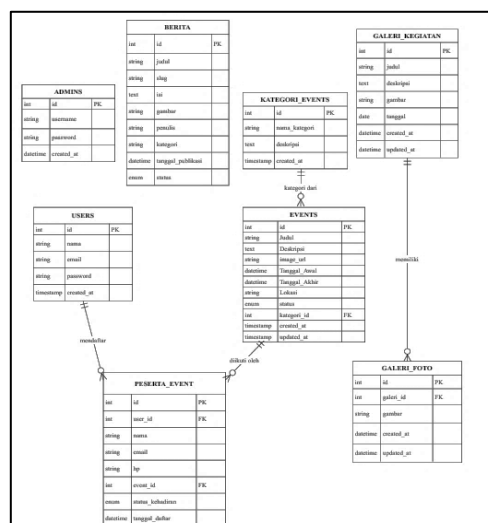 BERITA
int id PK
string judul
string slug
text isi
string gambar
string penulis
string kategori
datetime tanggal_publikasi
enum status
GALERI_KEGIATAN
int id PK
string judul
text deskripsi
string gambar
date tanggal
datetime created_at
datetime updated_at
ADMINS
int id PK
string username
string password
datetime created_at
KATEGORI_EVENTS
int id PK
string nama_kategori
text deskripsi
timestamp created_at
kategori dari
USERS
int id PK
string nama
string email
string password
timestamp created_at
EVENTS
int id PK
string Judul
text Deskripsi
string image_url
datetime Tanggal_Awal
datetime Tanggal_Akhir
string Lokasi
enum status
int kategori_id FK
timestamp created_at
timestamp updated_at
memiliki
mendaftar
diikuti oleh
PESERTA_EVENT
int id PK
int user_id FK
string nama
string email
string hp
int event_id FK
enum status_kehadiran
datetime tanggal_daftar
GALERI_FOTO
int id PK
int galeri_id FK
string gambar
datetime created_at
datetime updated_at